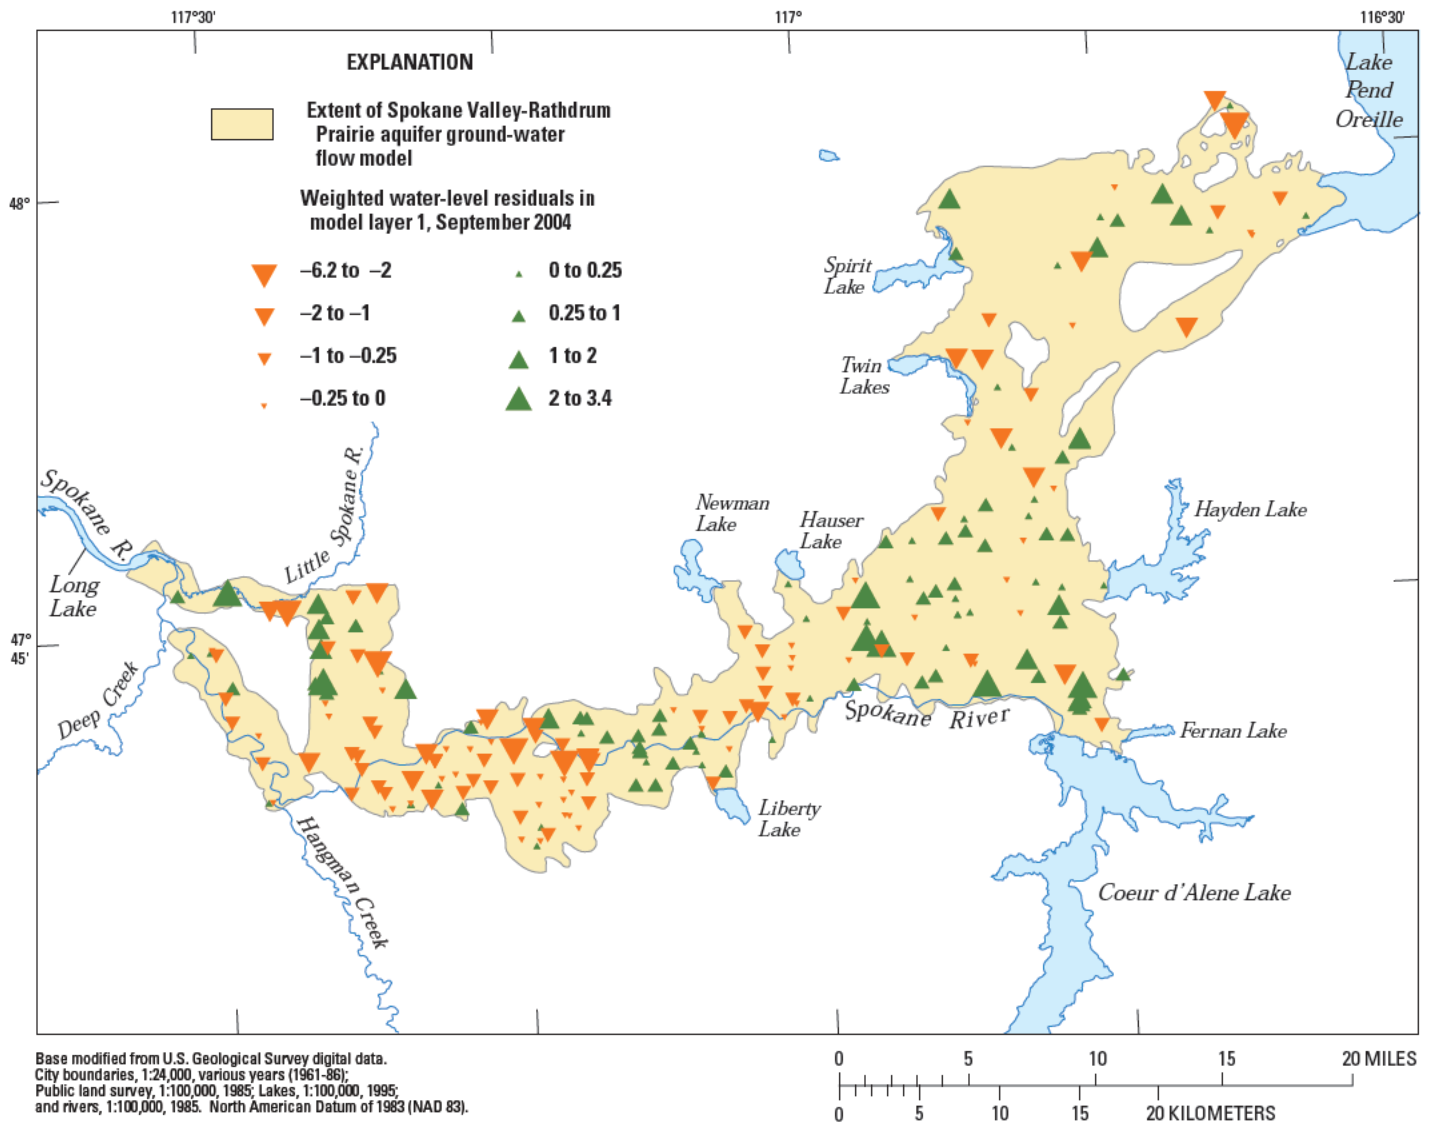 117°30'
117°
116°30'
EXPLANATION
Extent of Spokane Valley-Rathdrum
Prairie aquifer ground-water
flow model
Weighted water-level residuals in
model layer 1, September 2004
–6.2 to –2
–2 to –1
–1 to –0.25
–0.25 to 0
0 to 0.25
0.25 to 1
1 to 2
2 to 3.4
Lake
Pend
Oreille
48°
Spirit
Lake
Twin
Lakes
Spokane R.
Little Spokane R.
Long
Lake
Newman
Lake
Hauser
Lake
Hayden Lake
47°
45'
Deep Creek
Spokane River
Fernan Lake
Hangman Creek
Liberty
Lake
Coeur d'Alene Lake
Base modified from U.S. Geological Survey digital data.
City boundaries, 1:24,000, various years (1961-86);
Public land survey, 1:100,000, 1985; Lakes, 1:100,000, 1995;
and rivers, 1:100,000, 1985. North American Datum of 1983 (NAD 83).
0 5 10 15 20 MILES
0 5 10 15 20 KILOMETERS